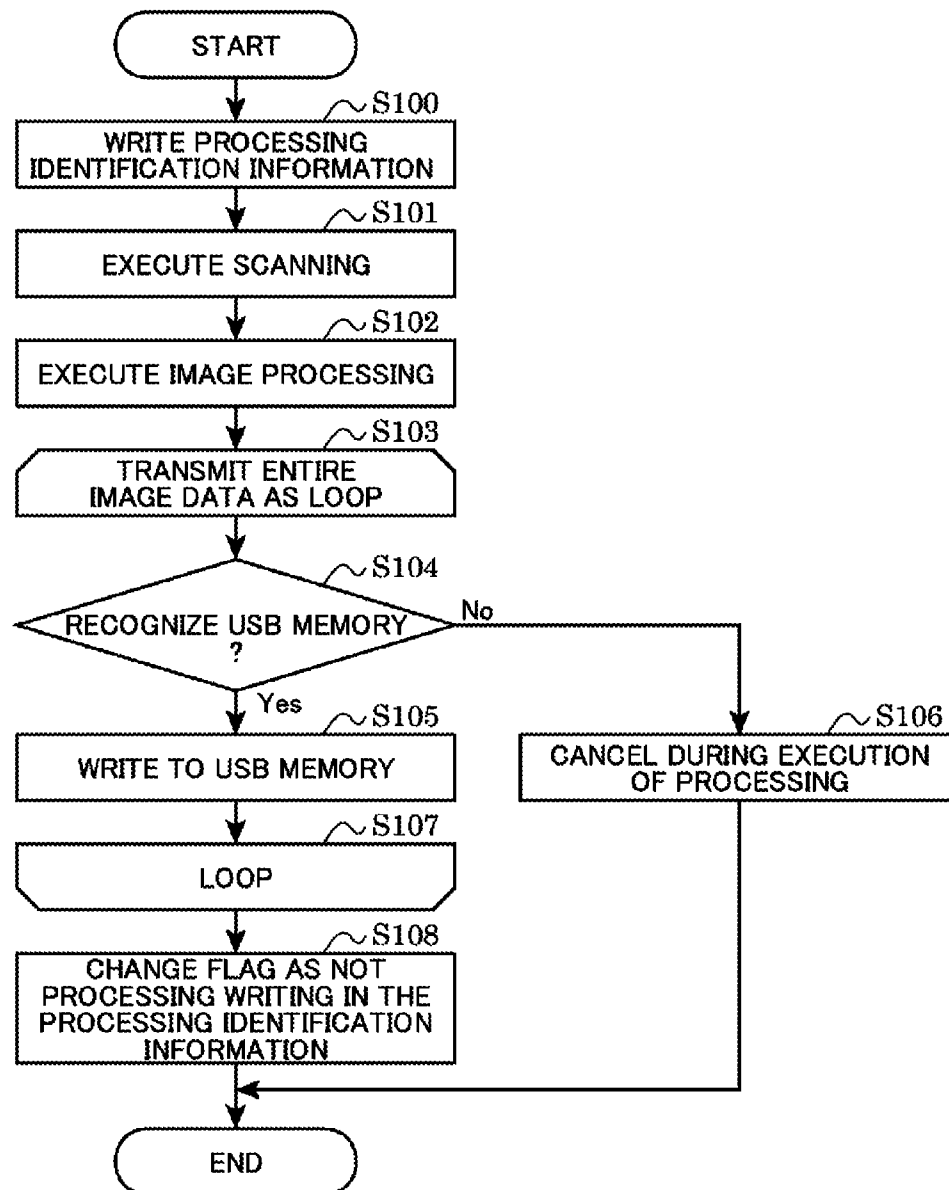 START
S100
WRITE PROCESSING
IDENTIFICATION INFORMATION
S101
EXECUTE SCANNING
S102
EXECUTE IMAGE PROCESSING
S103
TRANSMIT ENTIRE
IMAGE DATA AS LOOP
S104
RECOGNIZE USB MEMORY
?
No
Yes
S105
WRITE TO USB MEMORY
S106
CANCEL DURING EXECUTION
OF PROCESSING
S107
LOOP
S108
CHANGE FLAG AS NOT
PROCESSING WRITING IN THE
PROCESSING IDENTIFICATION
INFORMATION
END